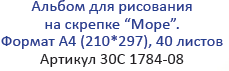 Альбом для рисования
на скрепке “Море”.
Формат А4 (210*297), 40 листов
Артикул 30С 1784-08